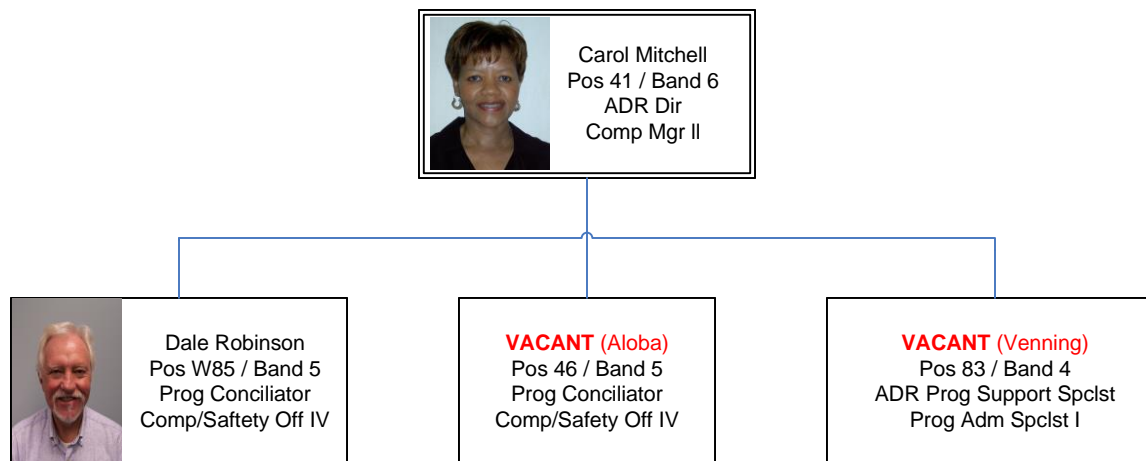 Carol Mitchell
Pos 41 / Band 6
ADR Dir
Comp Mgr II
Dale Robinson
Pos W85 / Band 5
Prog Conciliator
Comp/Saftety Off IV
VACANT (Aloba)
Pos 46 / Band 5
Prog Conciliator
Comp/Safety Off IV
VACANT (Venning)
Pos 83 / Band 4
ADR Prog Support Spclst
Prog Adm Spclst I